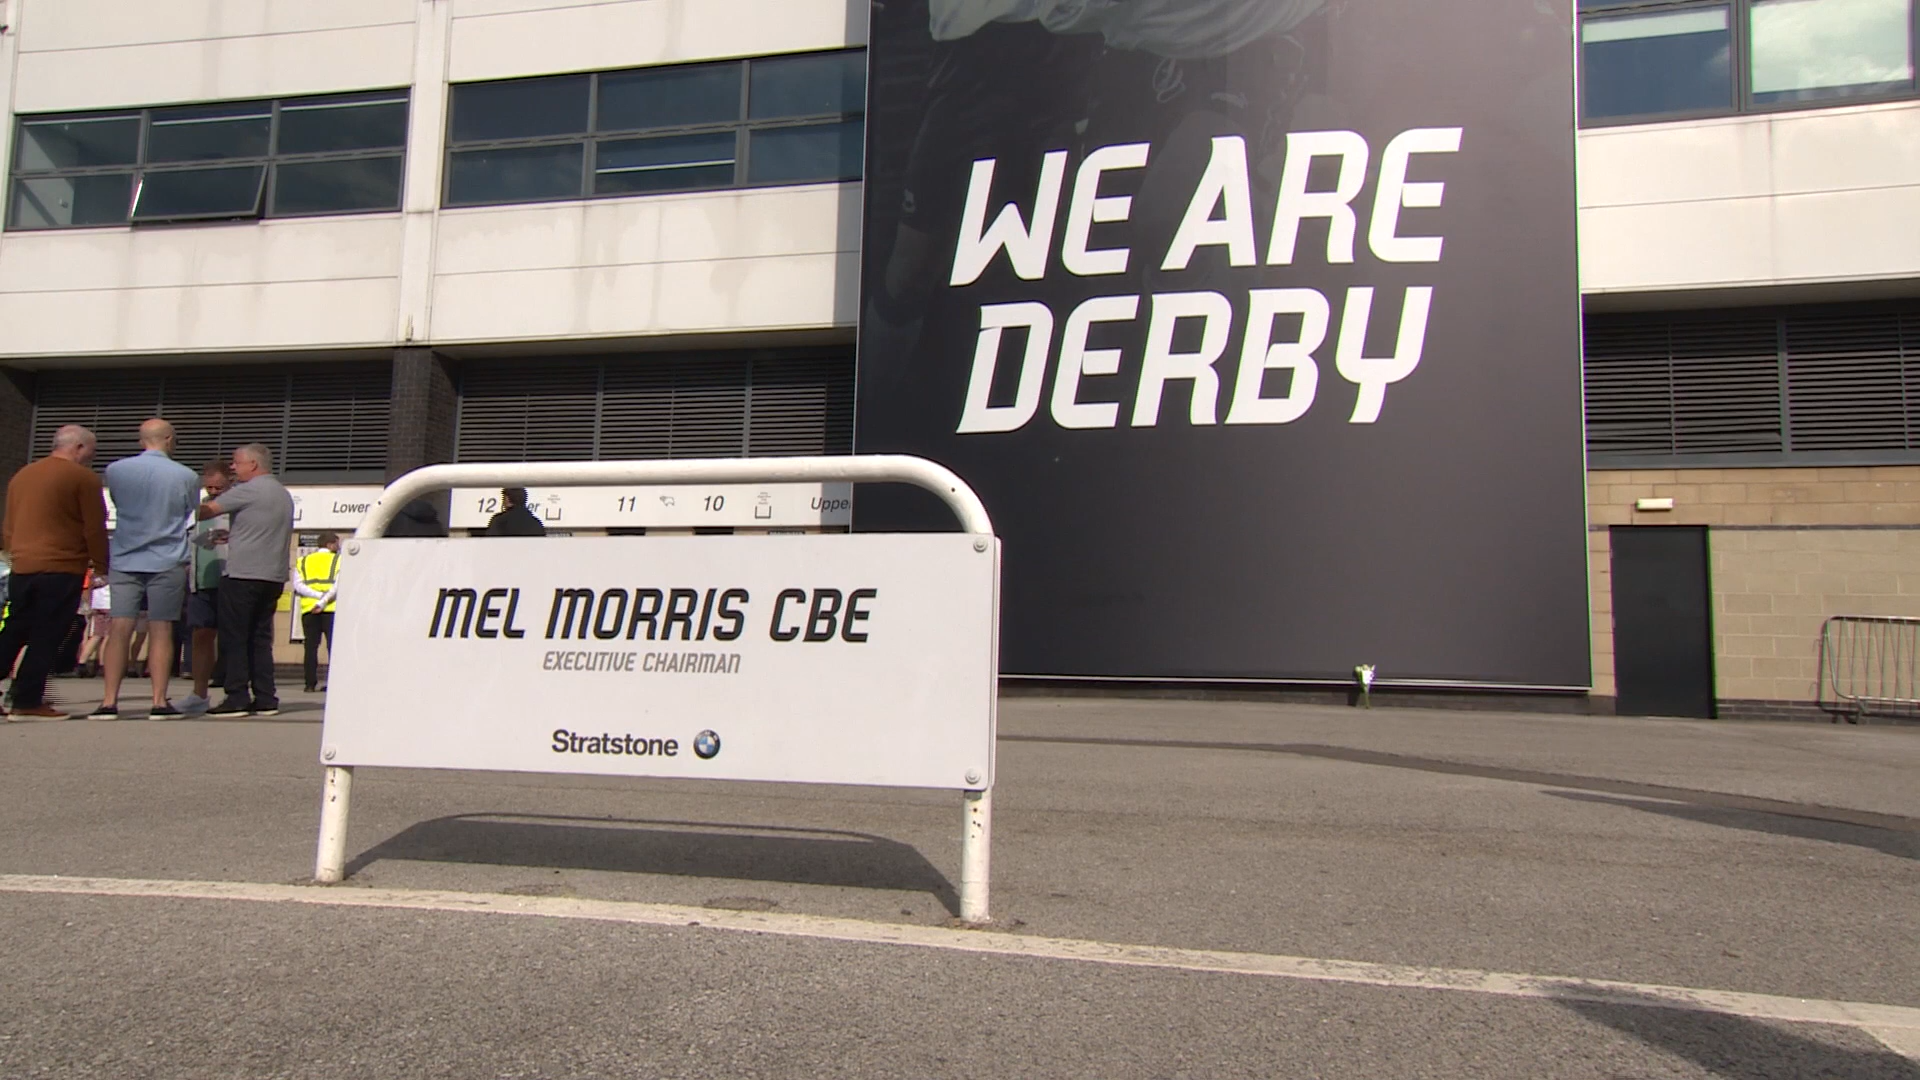 WE ARE
DERBY
Lower
12
11
10
Upper
MEL MORRIS CBE
EXECUTIVE CHAIRMAN
Stratstone